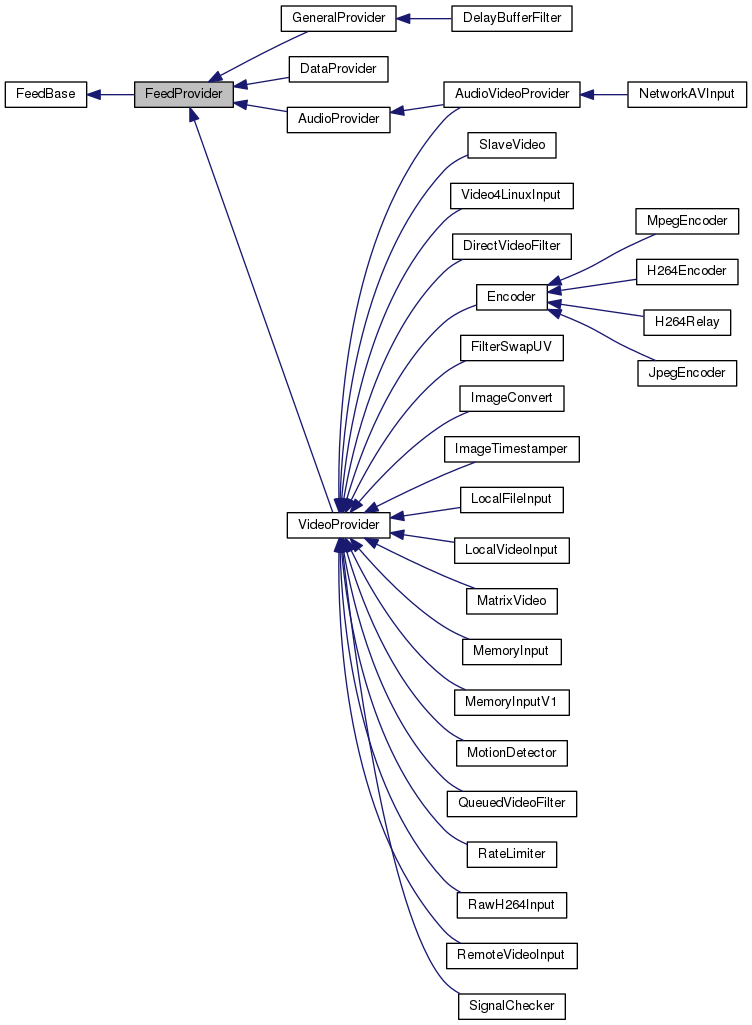 GeneralProvider
DelayBufferFilter
DataProvider
FeedBase
FeedProvider
AudioVideoProvider
NetworkAVInput
AudioProvider
SlaveVideo
Video4LinuxInput
MpegEncoder
DirectVideoFilter
H264Encoder
Encoder
H264Relay
FilterSwapUV
JpegEncoder
ImageConvert
ImageTimestamper
LocalFileInput
VideoProvider
LocalVideoInput
MatrixVideo
MemoryInput
MemoryInputV1
MotionDetector
QueuedVideoFilter
RateLimiter
RawH264Input
RemoteVideoInput
SignalChecker